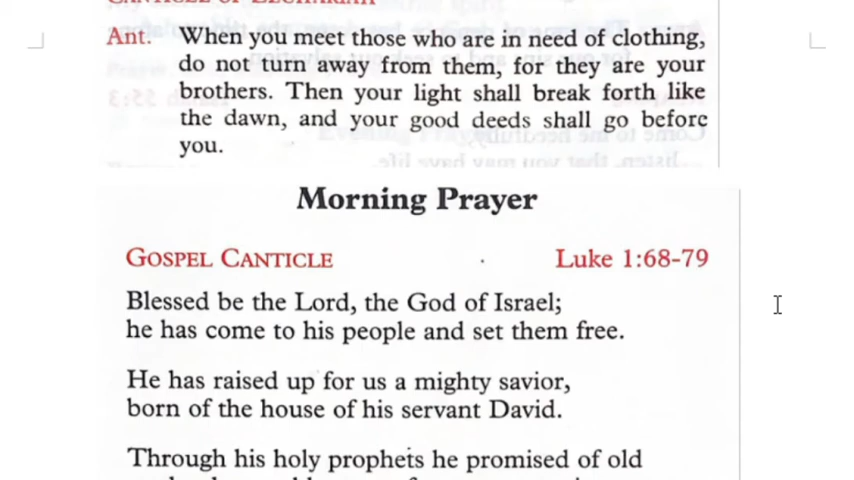 CANTICLE OF ZECHARIAH
Ant. When you meet those who are in need of clothing,
do not turn away from them, for they are your
brothers. Then your light shall break forth like
the dawn, and your good deeds shall go before
you.
Morning Prayer
GOSPEL CANTICLE Luke 1:68-79
Blessed be the Lord, the God of Israel;
he has come to his people and set them free.
He has raised up for us a mighty savior,
born of the house of his servant David.
Through his holy prophets he promised of old